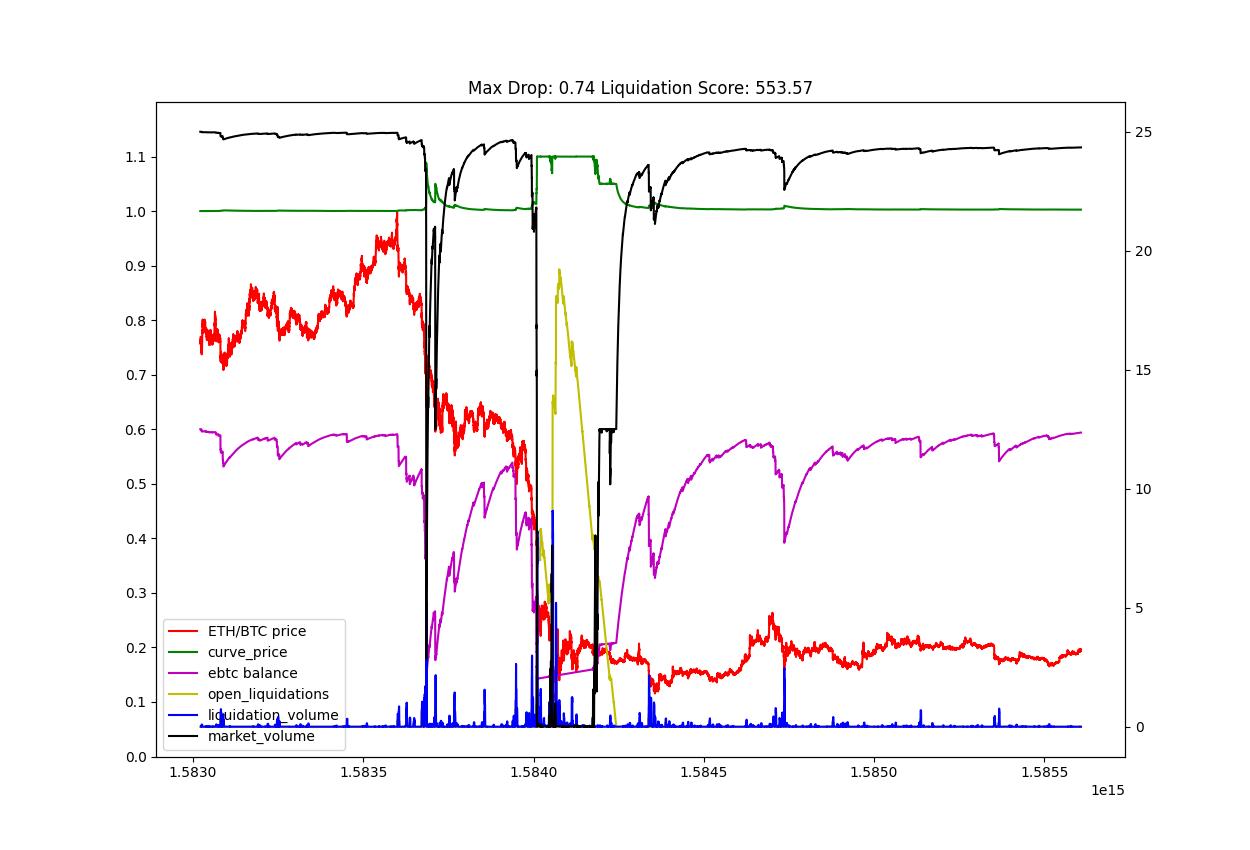 Max Drop: 0.74 Liquidation Score: 553.57
1.1
1.0
0.9
0.8
0.7
0.6
0.5
0.4
0.3
0.2
0.1
0.0
25
20
15
10
5
0
ETH/BTC price
curve_price
ebtc balance
open_liquidations
liquidation_volume
market_volume
1.5830 1.5835 1.5840 1.5845 1.5850 1.5855
1e15